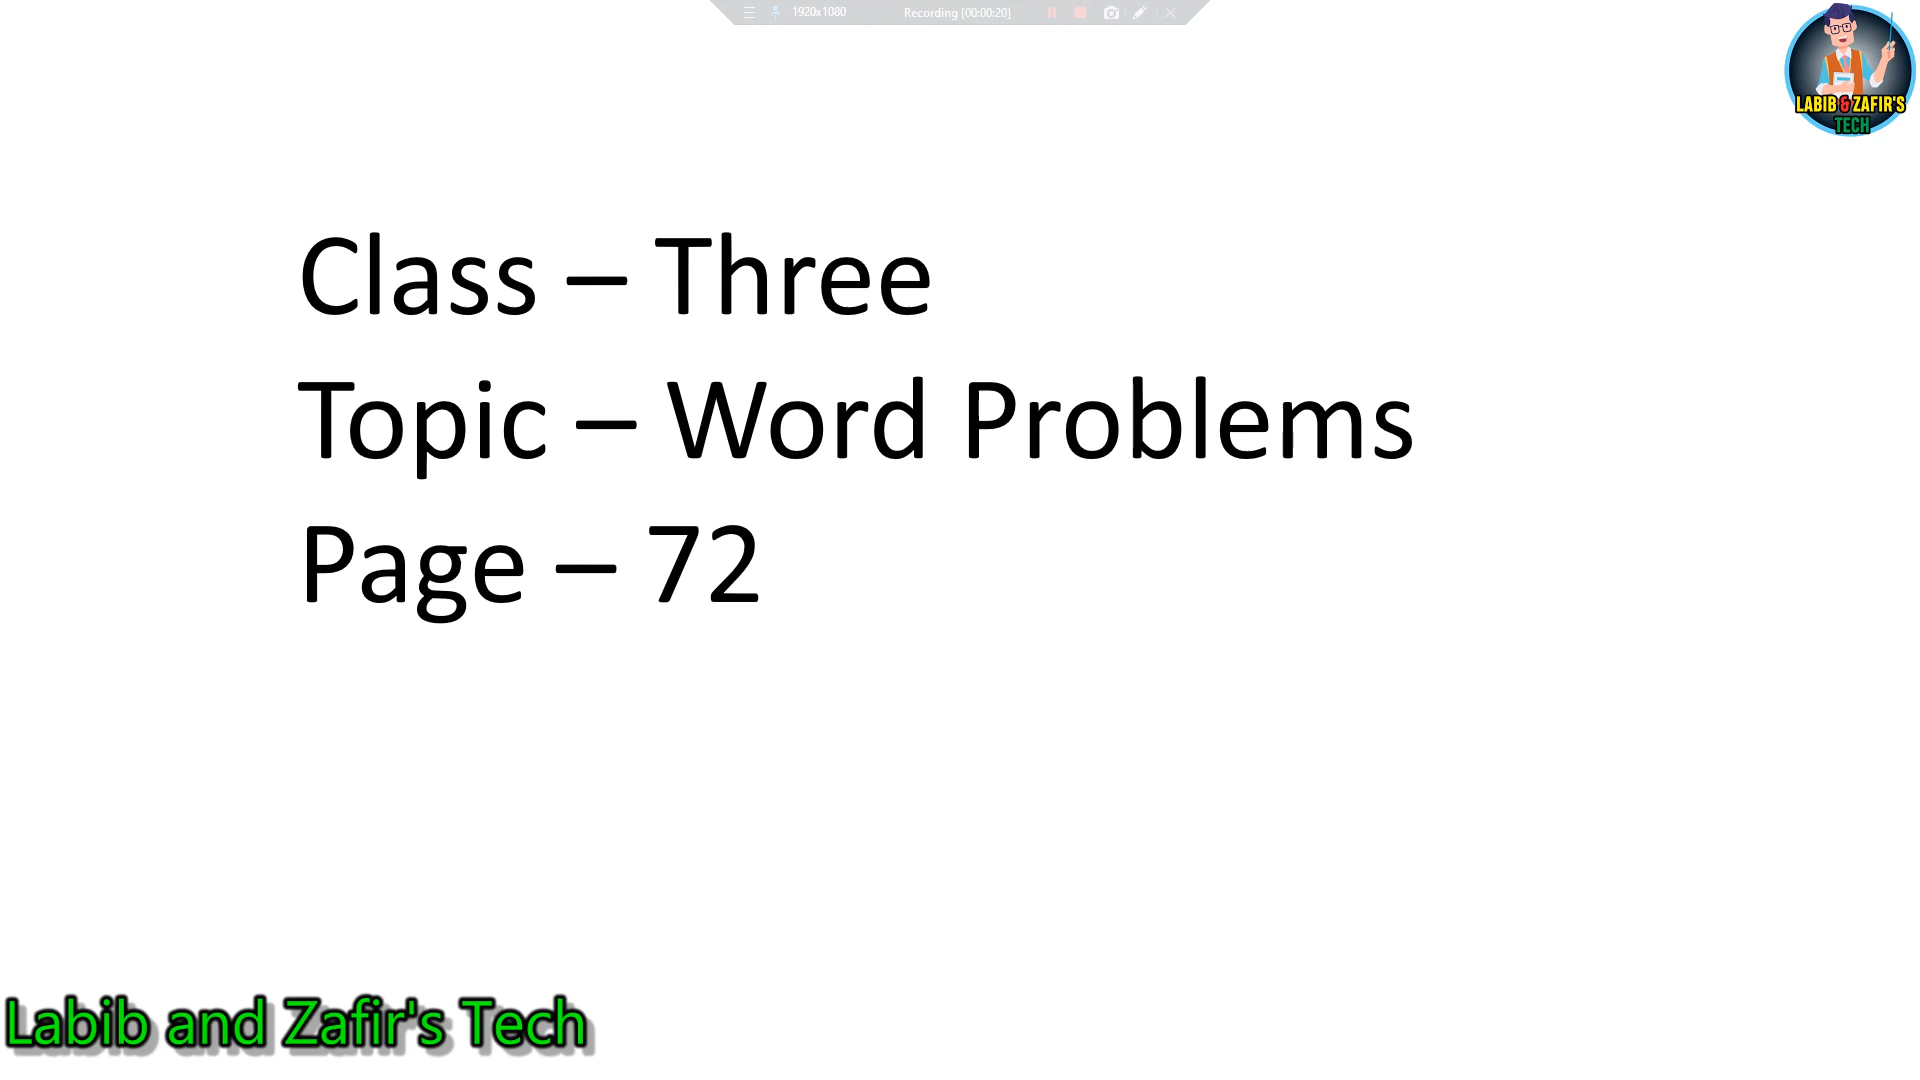 1920x1080 Recording [00:00:20]
LABIB & ZAFIR'S
TECH
Class – Three
Topic – Word Problems
Page – 72
Labib and Zafir's Tech